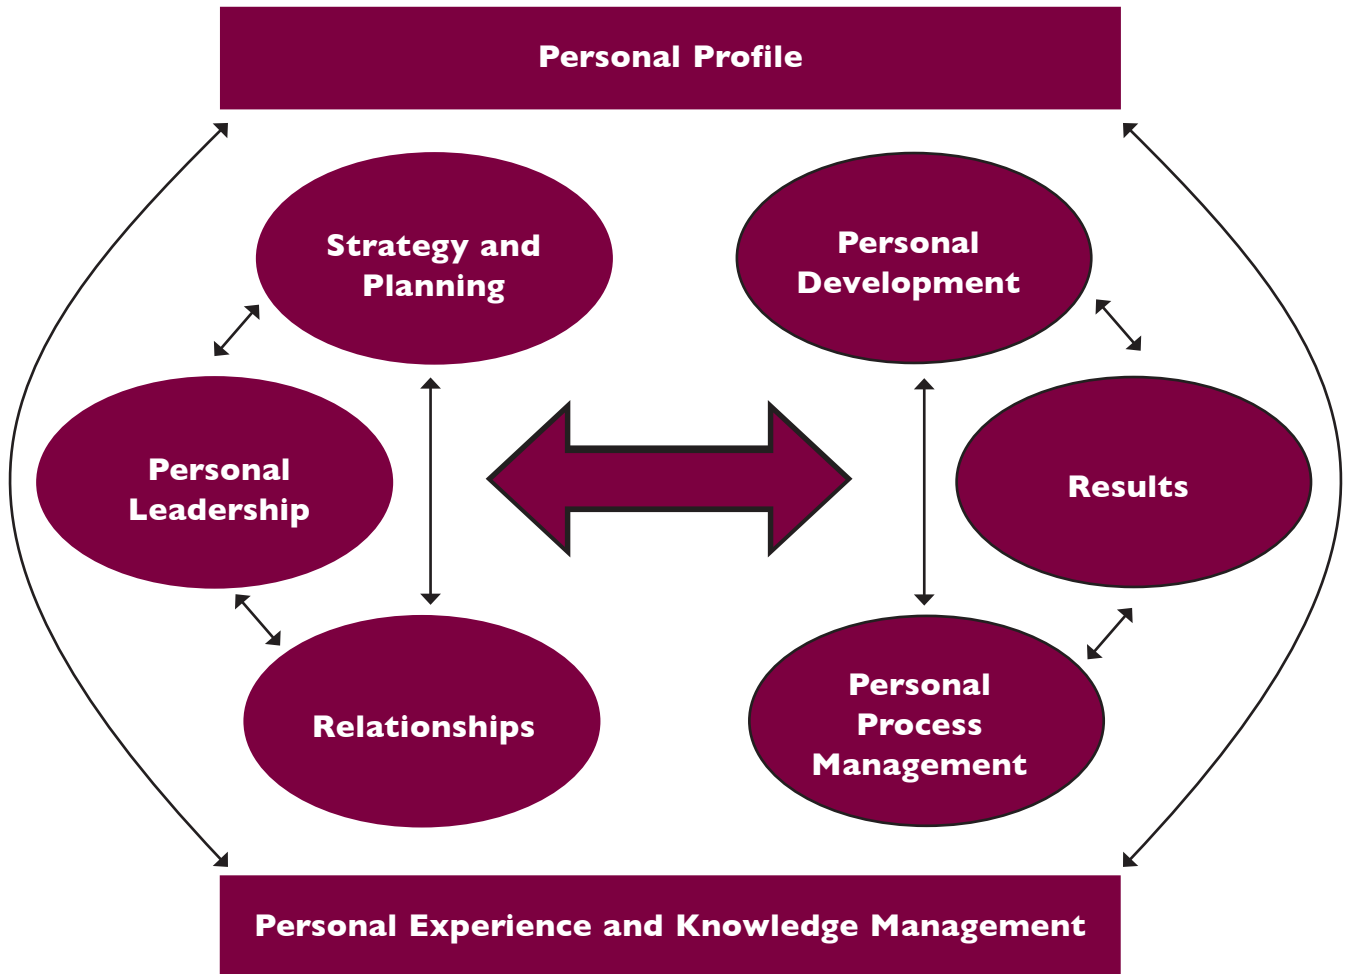 Personal Profile
Strategy and
Planning
Personal
Development
Personal
Leadership
Results
Relationships
Personal
Process
Management
Personal Experience and Knowledge Management